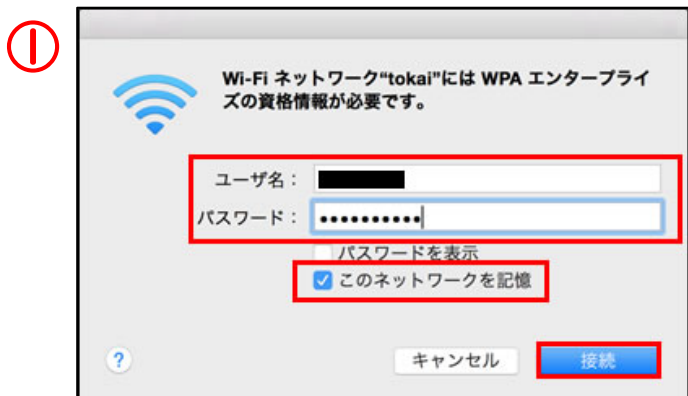 ①
Wi-Fi ネットワーク“tokai”には WPA エンタープライ
ズの資格情報が必要です。
ユーザ名：
パスワード： ••••••••••
パスワードを表示
このネットワークを記憶
? キャンセル 接続